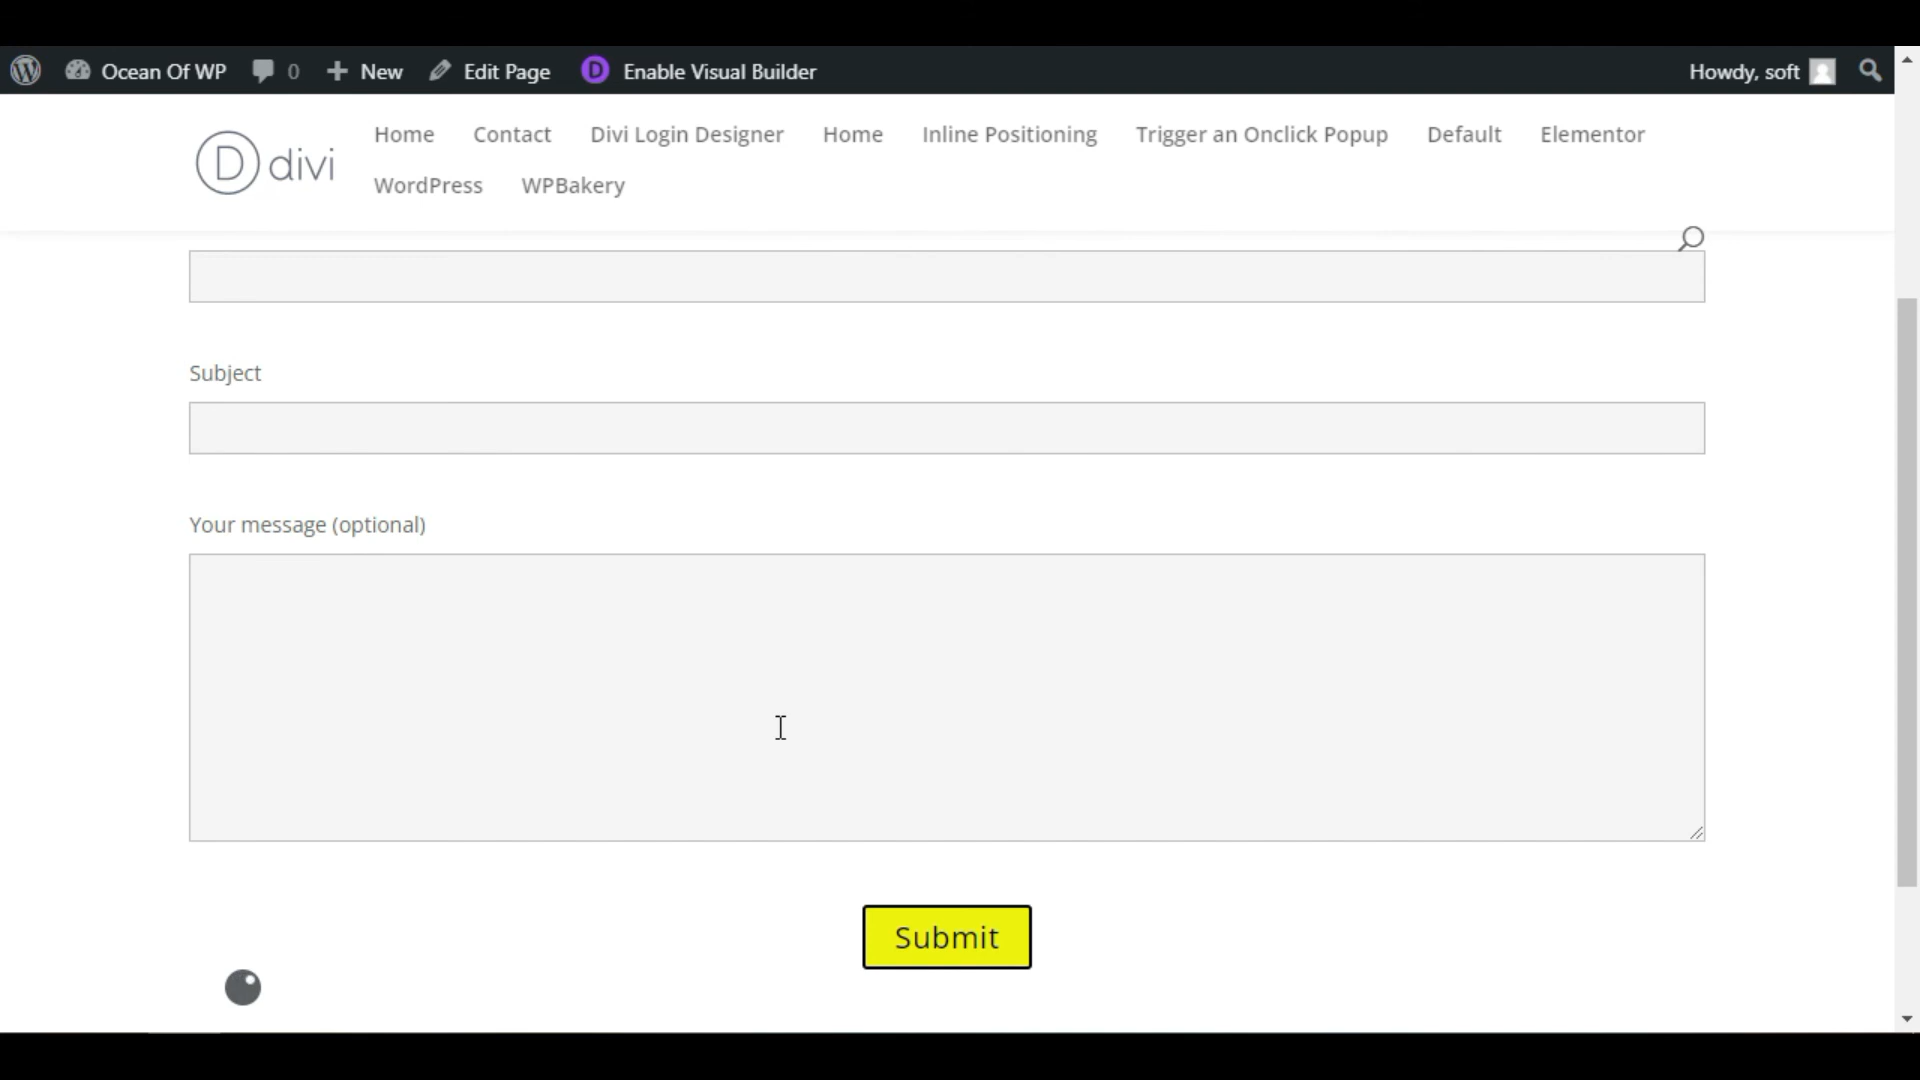 Ocean Of WP 0 New Edit Page D Enable Visual Builder Howdy, soft
D divi
Home Contact Divi Login Designer Home Inline Positioning Trigger an Onclick Popup Default Elementor
WordPress WPBakery
Subject
Your message (optional)
Submit